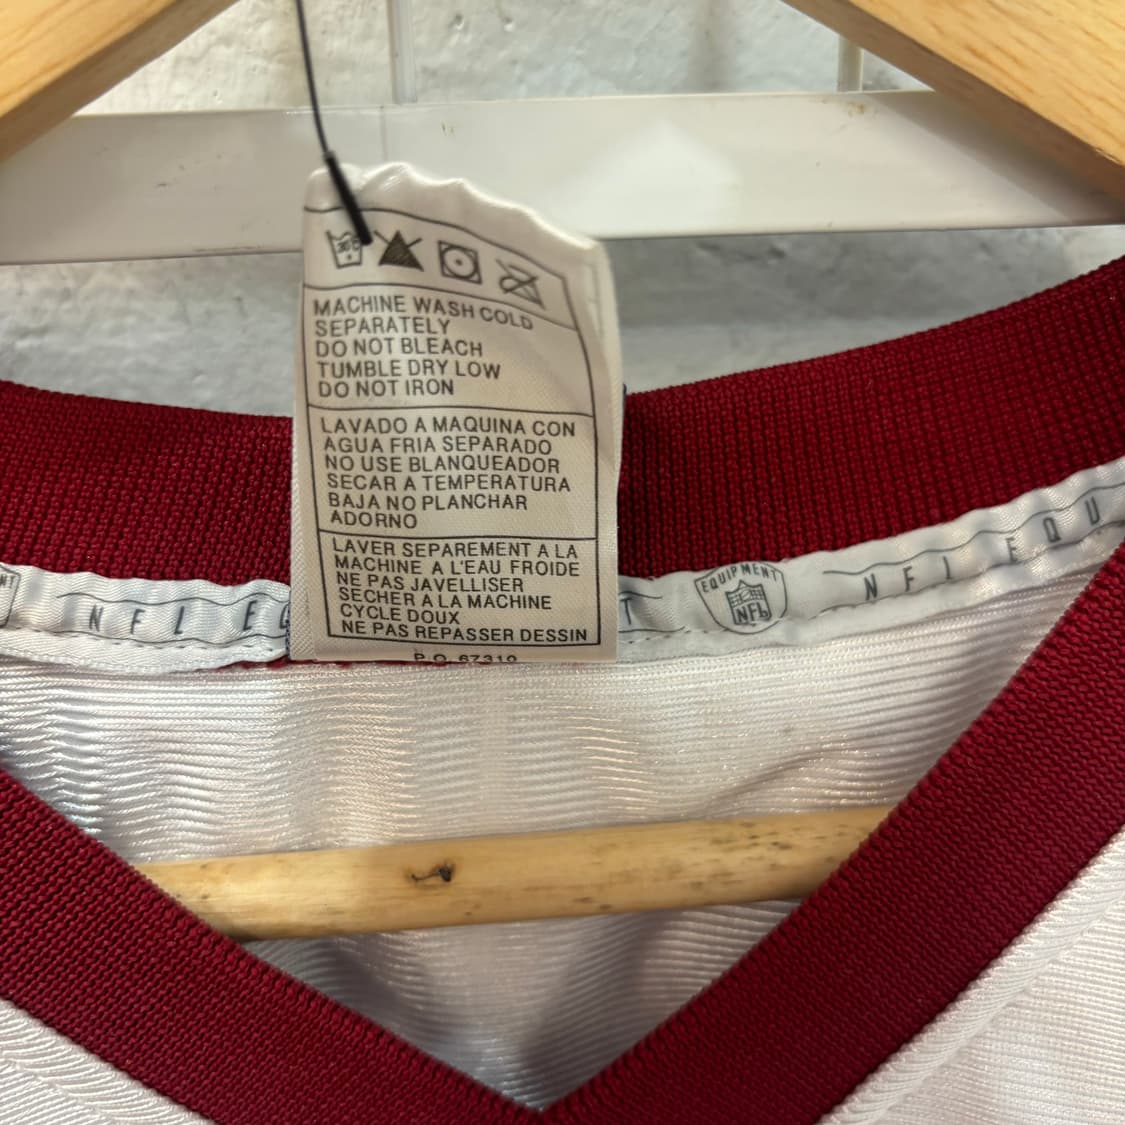 MACHINE WASH COLD
SEPARATELY
DO NOT BLEACH
TUMBLE DRY LOW
DO NOT IRON
LAVADO A MAQUINA CON
AGUA FRIA SEPARADO
NO USE BLANQUEADOR
SECAR A TEMPERATURA
BAJA NO PLANCHAR
ADORNO
LAVER SEPAREMENT A LA
MACHINE A L'EAU FROIDE
NE PAS JAVELLISER
SECHER A LA MACHINE
CYCLE DOUX
NE PAS REPASSER DESSIN
P.O. 67310
NFL
EQUIPMENT
NFL
NFL EQU